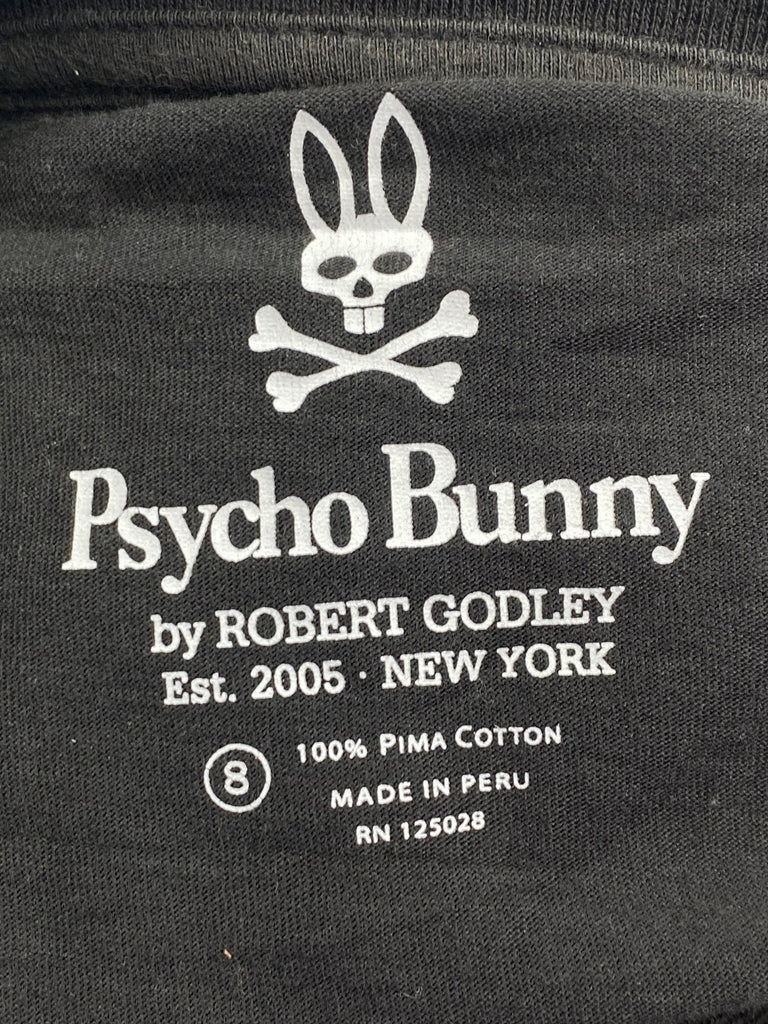 Psycho Bunny
by ROBERT GODLEY
Est. 2005 · NEW YORK
8
100% PIMA COTTON
MADE IN PERU
RN 125028